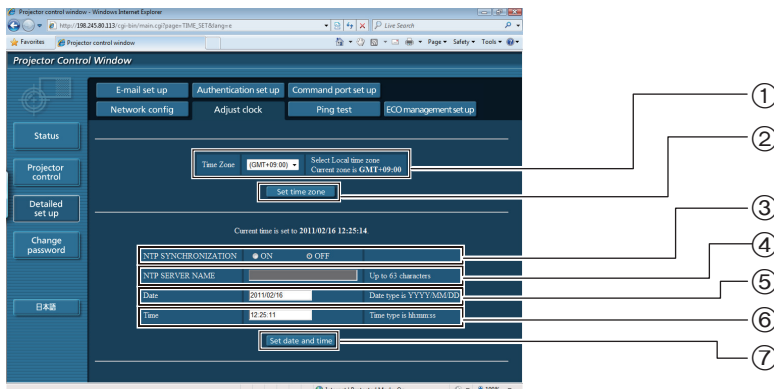 Projector control window - Windows Internet Explorer
http://198.245.80.113/cgi-bin/main.cgi?page=TIME_SET&lang=e
Live Search
Favorites Projector control window Page Safety Tools
Projector Control Window
E-mail set up Authentication set up Command port set up
Network config Adjust clock Ping test ECO management set up
Status
Projector control
Detailed set up
Change password
日本語
Time Zone (GMT+09:00) Select Local time zone
Current zone is GMT+09:00
Set time zone
Current time is set to 2011/02/16 12:25:14.
NTP SYNCHRONIZATION ON OFF
NTP SERVER NAME Up to 63 characters
Date 2011/02/16 Date type is YYYY/MM/DD
Time 12:25:11 Time type is hh:mm:ss
Set date and time
①
②
③
④
⑤
⑥
⑦
100%